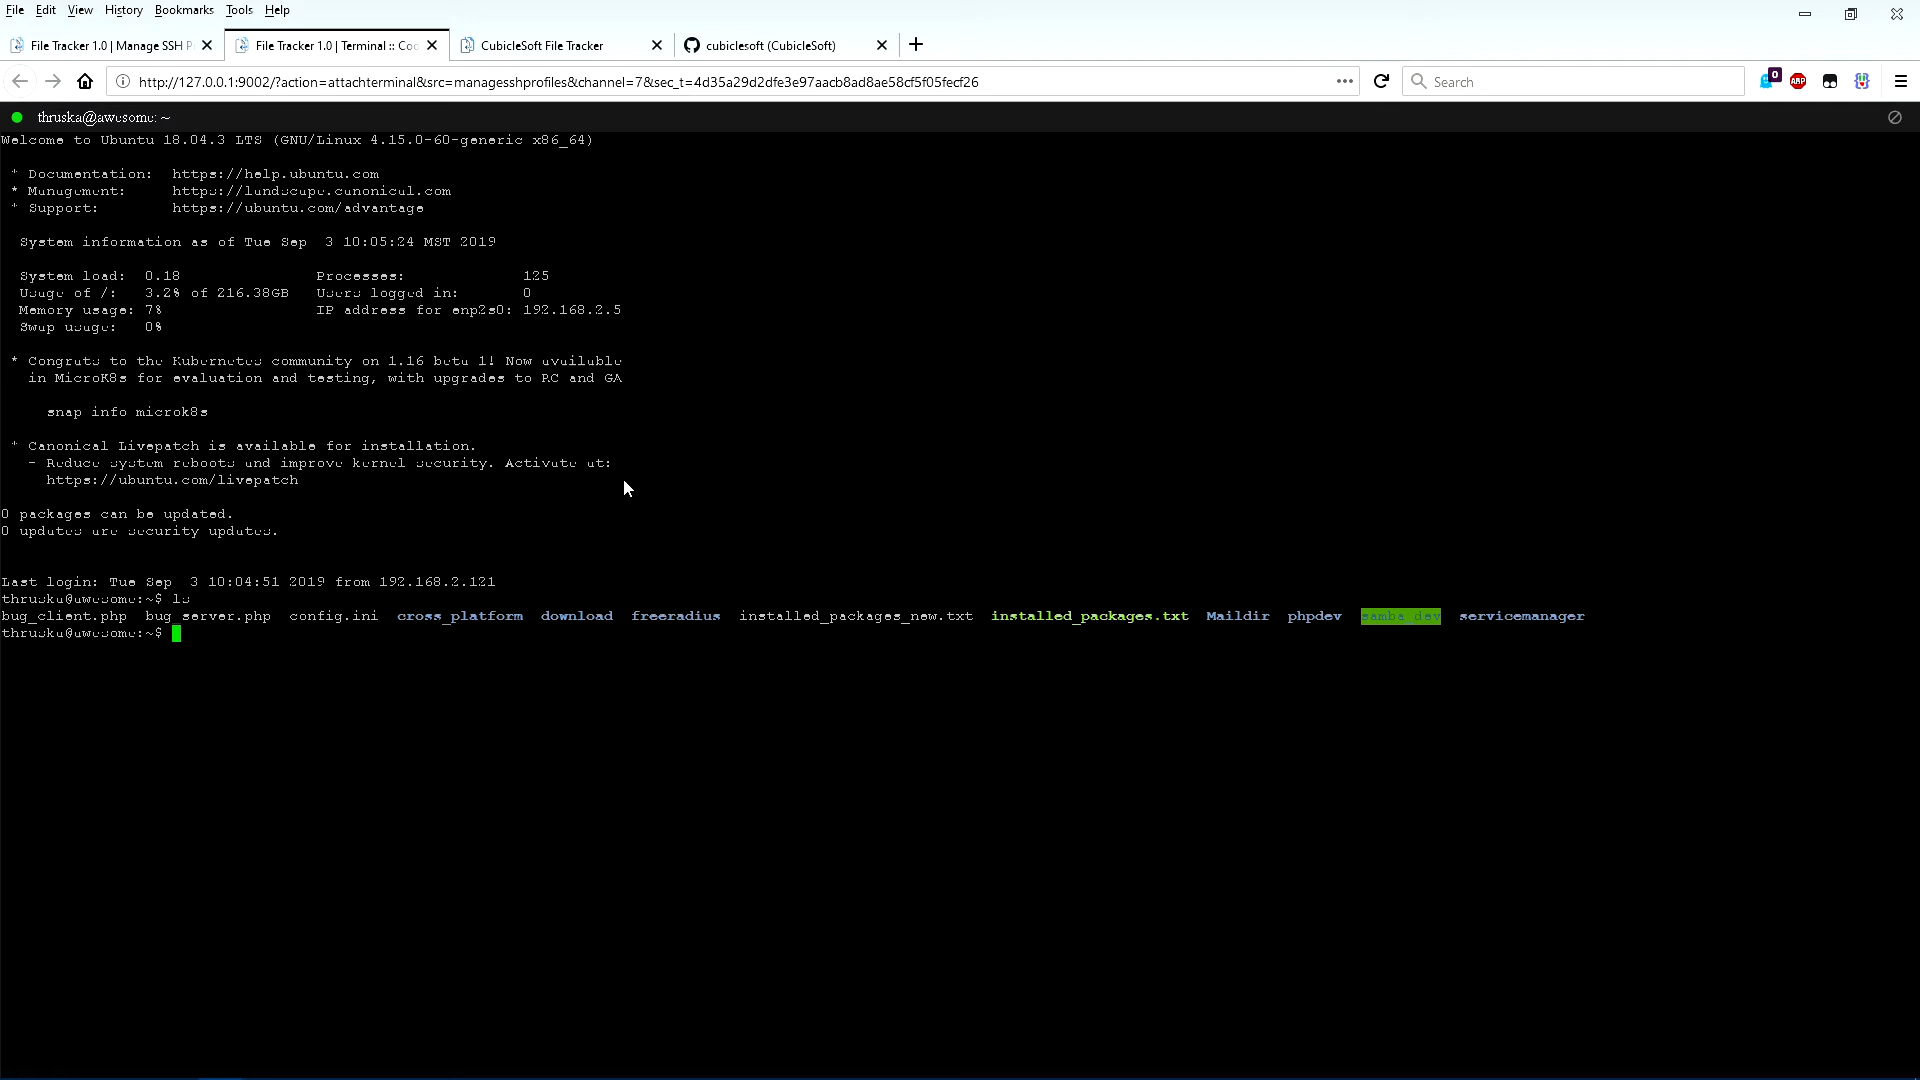 File Edit View History Bookmarks Tools Help
File Tracker 1.0 | Manage SSH P
File Tracker 1.0 | Terminal :: Coo
CubicleSoft File Tracker
cubiclesoft (CubicleSoft)
http://127.0.0.1:9002/?action=attachterminal&src=managesshprofiles&channel=7&sec_t=4d35a29d2dfe3e97aacb8ad8ae58cf5f05fecf26
Search
0
ABP
thruska@awesome: ~
Welcome to Ubuntu 18.04.3 LTS (GNU/Linux 4.15.0-60-generic x86_64)
* Documentation:  https://help.ubuntu.com
* Management:     https://landscape.canonical.com
* Support:        https://ubuntu.com/advantage
System information as of Tue Sep  3 10:05:24 MST 2019
System load:  0.18               Processes:             125
Usage of /:   3.2% of 216.38GB   Users logged in:       0
Memory usage: 7%                 IP address for enp2s0: 192.168.2.5
Swap usage:   0%
* Congrats to the Kubernetes community on 1.16 beta 1! Now available
in MicroK8s for evaluation and testing, with upgrades to RC and GA
snap info microk8s
* Canonical Livepatch is available for installation.
- Reduce system reboots and improve kernel security. Activate at:
https://ubuntu.com/livepatch
0 packages can be updated.
0 updates are security updates.
Last login: Tue Sep  3 10:04:51 2019 from 192.168.2.121
thruska@awesome:~$ ls
bug_client.php  bug_server.php  config.ini  cross_platform  download  freeradius  installed_packages_new.txt  installed_packages.txt  Maildir  phpdev  samba_dev  servicemanager
thruska@awesome:~$